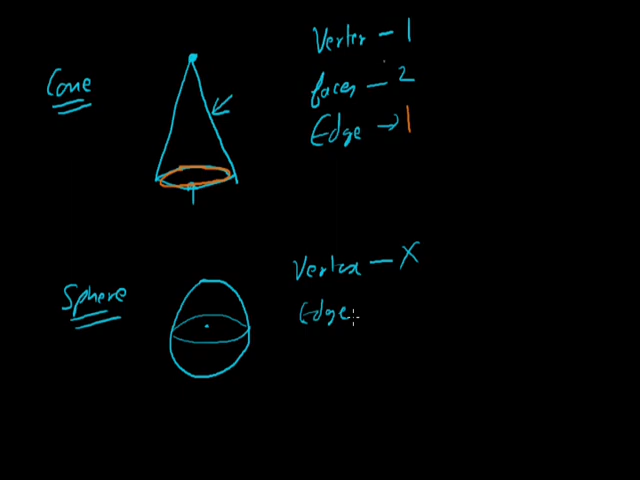 Cone
Vertex - 1
faces - 2
Edge → 1
Sphere
Vertex - X
Edge